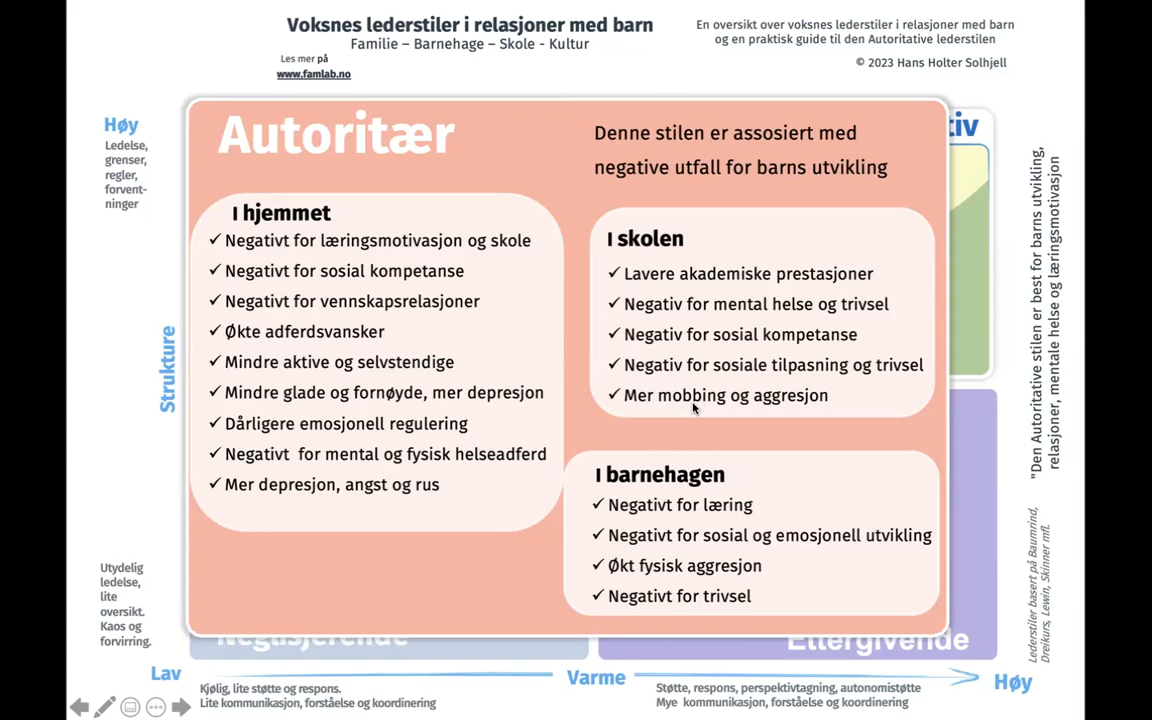 Voksnes lederstiler i relasjoner med barn
Familie – Barnehage – Skole - Kultur
Les mer på
www.famlab.no
En oversikt over voksnes lederstiler i relasjoner med barn
og en praktisk guide til den Autoritative lederstilen
© 2023 Hans Holter Solhjell
Høy
Ledelse,
grenser,
regler,
forvent-
ninger
Strukture
Utydelig
ledelse,
lite
oversikt.
Kaos og
forvirring.
Autoritær
Denne stilen er assosiert med
negative utfall for barns utvikling
I hjemmet
✓ Negativt for læringsmotivasjon og skole
✓ Negativt for sosial kompetanse
✓ Negativt for vennskapsrelasjoner
✓ Økte adferdsvansker
✓ Mindre aktive og selvstendige
✓ Mindre glade og fornøyde, mer depresjon
✓ Dårligere emosjonell regulering
✓ Negativt for mental og fysisk helseadferd
✓ Mer depresjon, angst og rus
I skolen
✓ Lavere akademiske prestasjoner
✓ Negativ for mental helse og trivsel
✓ Negativ for sosial kompetanse
✓ Negativ for sosiale tilpasning og trivsel
✓ Mer mobbing og aggresjon
I barnehagen
✓ Negativt for læring
✓ Negativt for sosial og emosjonell utvikling
✓ Økt fysisk aggresjon
✓ Negativt for trivsel
tiv
"Den Autoritative stilen er best for barns utvikling,
relasjoner, mentale helse og læringsmotivasjon
Lederstiler basert på Baumrind,
Dreikurs, Lewin, Skinner mfl.
Neglisjerende
Ettergivende
Lav
Varme
Høy
Kjølig, lite støtte og respons.
Lite kommunikasjon, forståelse og koordinering
Støtte, respons, perspektivtagning, autonomistøtte
Mye kommunikasjon, forståelse og koordinering